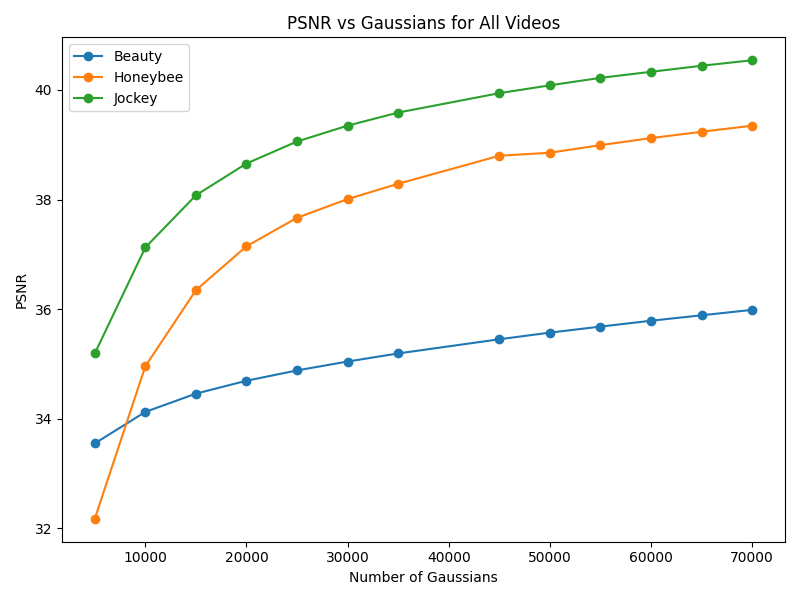 PSNR vs Gaussians for All Videos
Beauty
Honeybee
Jockey
PSNR
40
38
36
34
32
10000 20000 30000 40000 50000 60000 70000
Number of Gaussians